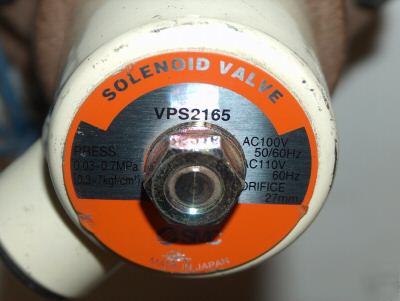 SOLENOID VALVE
VPS2165
PRESS
0.03~0.7MPa
(0.3~7kgf/cm²)
AC100V
50/60Hz
AC110V
60Hz
ORIFICE
27mm
SMC
MADE IN JAPAN